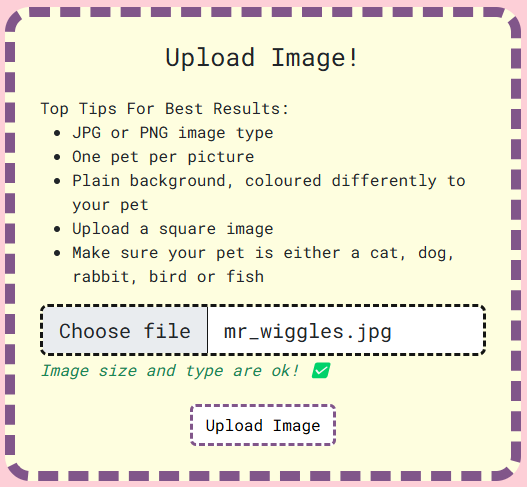 Upload Image!
Top Tips For Best Results:
JPG or PNG image type
One pet per picture
Plain background, coloured differently to
your pet
Upload a square image
Make sure your pet is either a cat, dog,
rabbit, bird or fish
Choose file mr_wiggles.jpg
Image size and type are ok! ✅
Upload Image